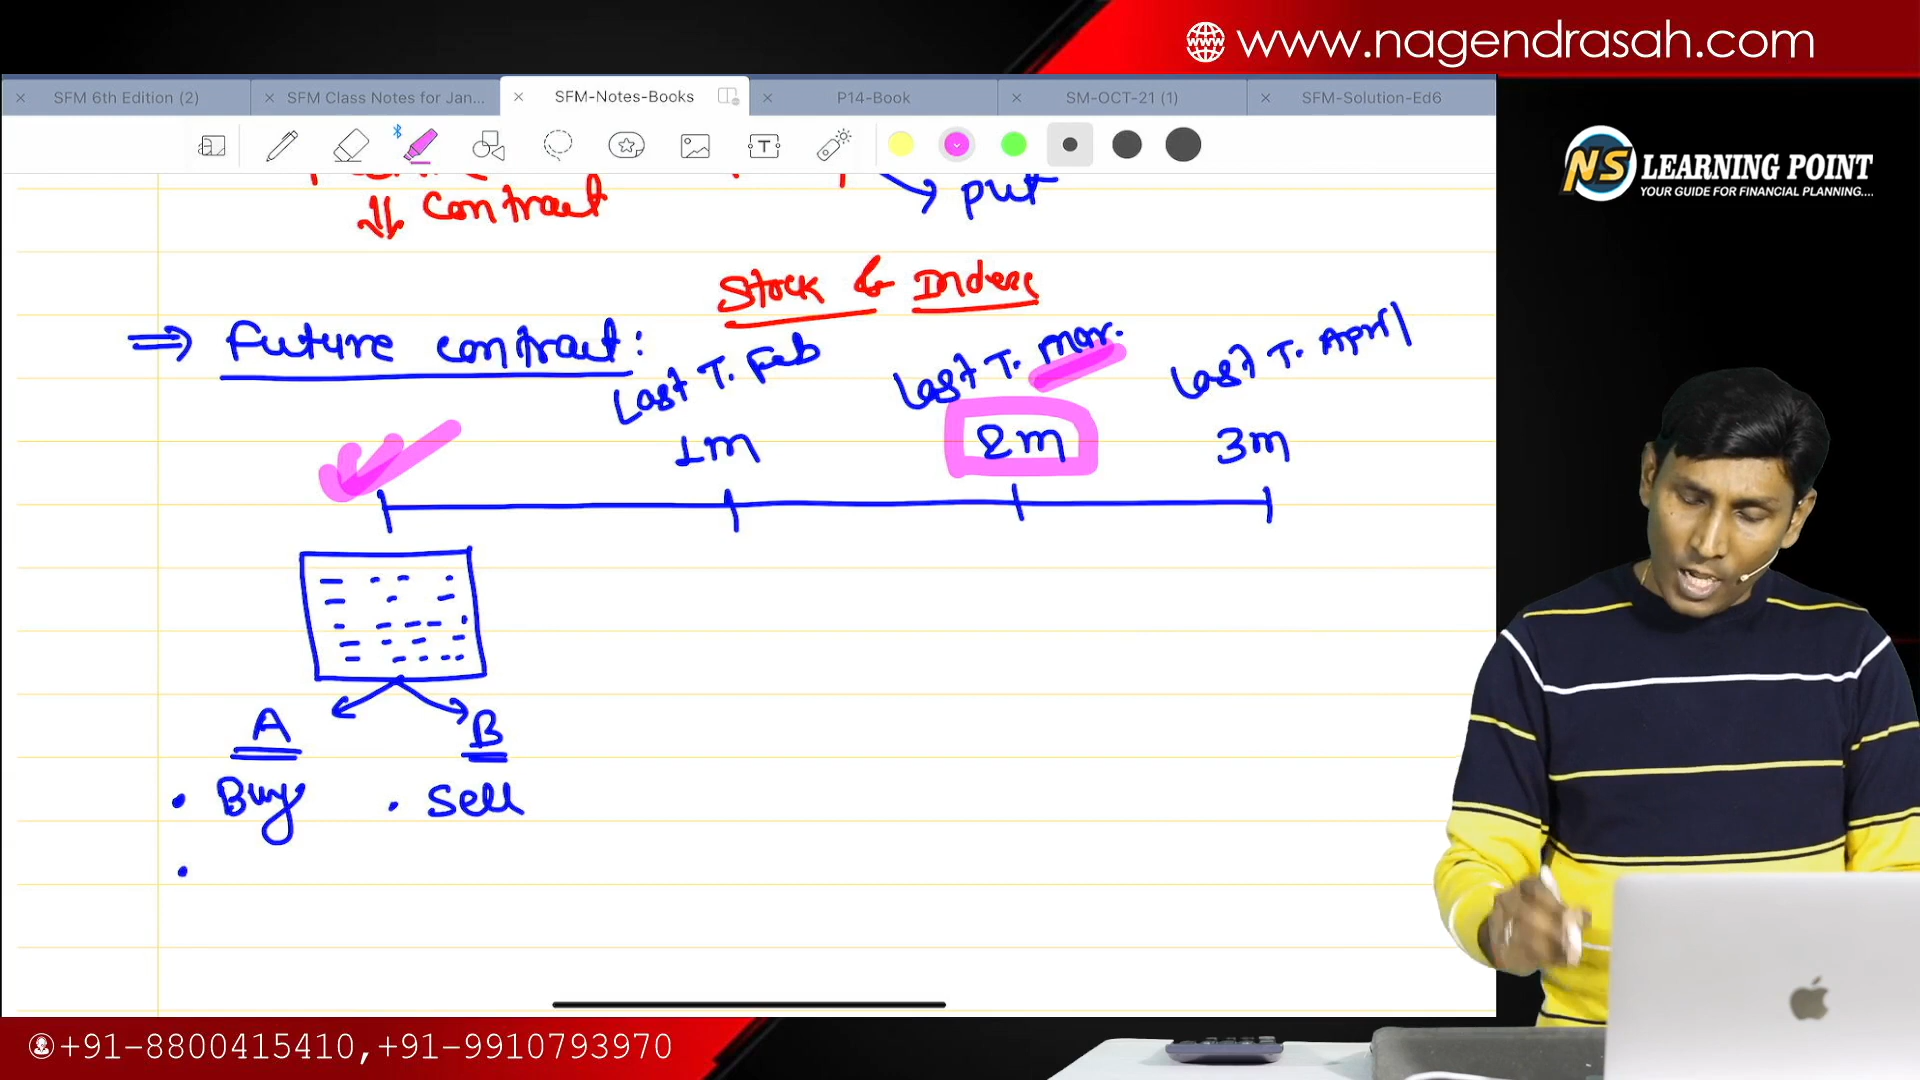 www.nagendrasah.com
SFM 6th Edition (2)
SFM Class Notes for Jan...
SFM-Notes-Books
P14-Book
SM-OCT-21 (1)
SFM-Solution-Ed6
T
NS LEARNING POINT
YOUR GUIDE FOR FINANCIAL PLANNING....
Contract
put
Stock & Index
⇒ Future contract:
Last T. Feb
Last T. Mar.
Last T. April
1m
2m
3m
A
B
• Buy
• Sell
•
+91-8800415410,+91-9910793970